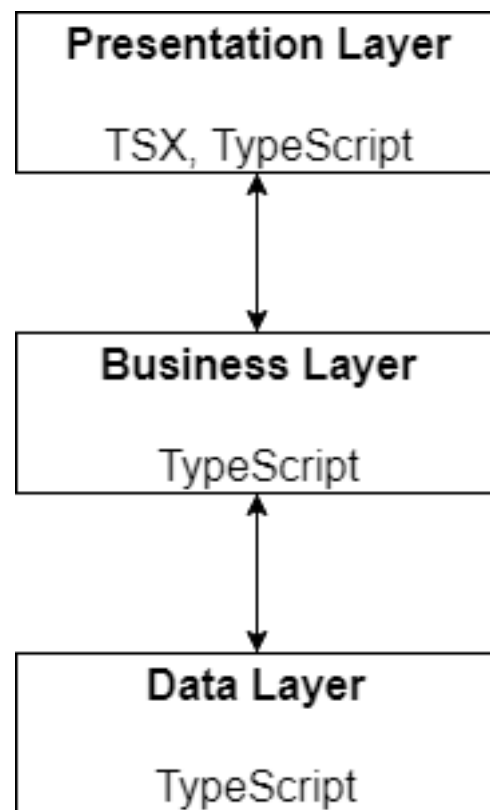 Presentation Layer
TSX, TypeScript
Business Layer
TypeScript
Data Layer
TypeScript